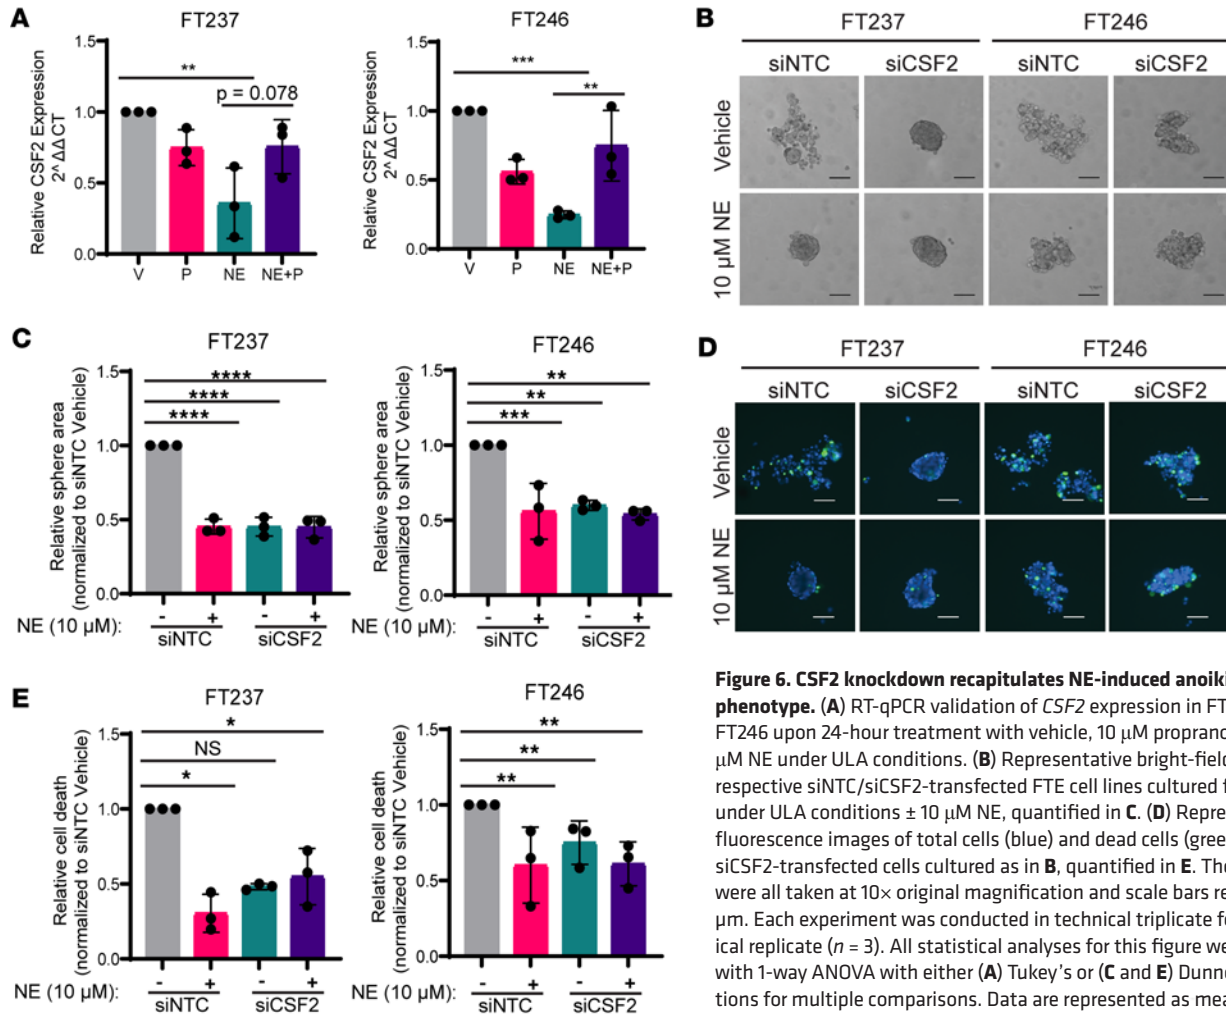 A
FT237
Relative CSF2 Expression
2^ΔΔCT
1.5
1.0
0.5
0.0
**
p = 0.078
V
P
NE
NE+P
FT246
Relative CSF2 Expression
2^ΔΔCT
1.5
1.0
0.5
0.0
***
**
V
P
NE
NE+P
B
FT237
FT246
siNTC
siCSF2
siNTC
siCSF2
Vehicle
10 µM NE
C
FT237
Relative sphere area
(normalized to siNTC Vehicle)
1.5
1.0
0.5
0.0
****
****
****
NE (10 µM):
-
+
-
+
siNTC
siCSF2
FT246
Relative sphere area
(normalized to siNTC Vehicle)
1.5
1.0
0.5
0.0
**
**
***
NE (10 µM):
-
+
-
+
siNTC
siCSF2
D
FT237
FT246
siNTC
siCSF2
siNTC
siCSF2
Vehicle
10 µM NE
E
FT237
Relative cell death
(normalized to siNTC Vehicle)
1.5
1.0
0.5
0.0
*
NS
*
NE (10 µM):
-
+
-
+
siNTC
siCSF2
FT246
Relative cell death
(normalized to siNTC Vehicle)
1.5
1.0
0.5
0.0
**
**
**
NE (10 µM):
-
+
-
+
siNTC
siCSF2
Figure 6. CSF2 knockdown recapitulates NE-induced anoiki
phenotype. (A) RT-qPCR validation of CSF2 expression in FT
FT246 upon 24-hour treatment with vehicle, 10 µM propranc
µM NE under ULA conditions. (B) Representative bright-field
respective siNTC/siCSF2-transfected FTE cell lines cultured f
under ULA conditions ± 10 µM NE, quantified in C. (D) Repre
fluorescence images of total cells (blue) and dead cells (gree
siCSF2-transfected cells cultured as in B, quantified in E. The
were all taken at 10× original magnification and scale bars re
µm. Each experiment was conducted in technical triplicate fo
ical replicate (n = 3). All statistical analyses for this figure we
with 1-way ANOVA with either (A) Tukey's or (C and E) Dunne
tions for multiple comparisons. Data are represented as mea